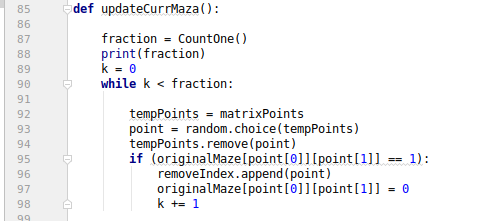 85 def updateCurrMaza():
86
87     fraction = CountOne()
88     print(fraction)
89     k = 0
90     while k < fraction:
91
92         tempPoints = matrixPoints
93         point = random.choice(tempPoints)
94         tempPoints.remove(point)
95         if (originalMaze[point[0]][point[1]] == 1):
96             removeIndex.append(point)
97             originalMaze[point[0]][point[1]] = 0
98             k += 1
99